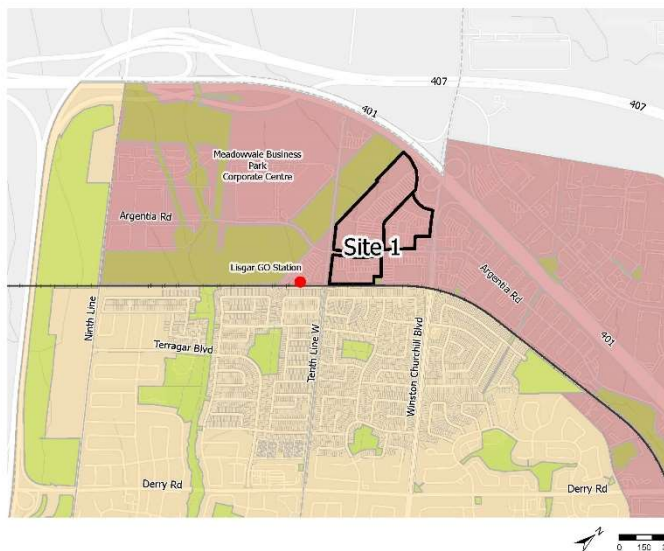 407
407
401
Meadowvale Business
Park
Corporate Centre
Argentia Rd
Site 1
Lisgar GO Station
Argentia Rd
401
Ninth Line
Tenth Line W
Winston Churchill Blvd
Terragar Blvd
Derry Rd
Derry Rd
N
0 150